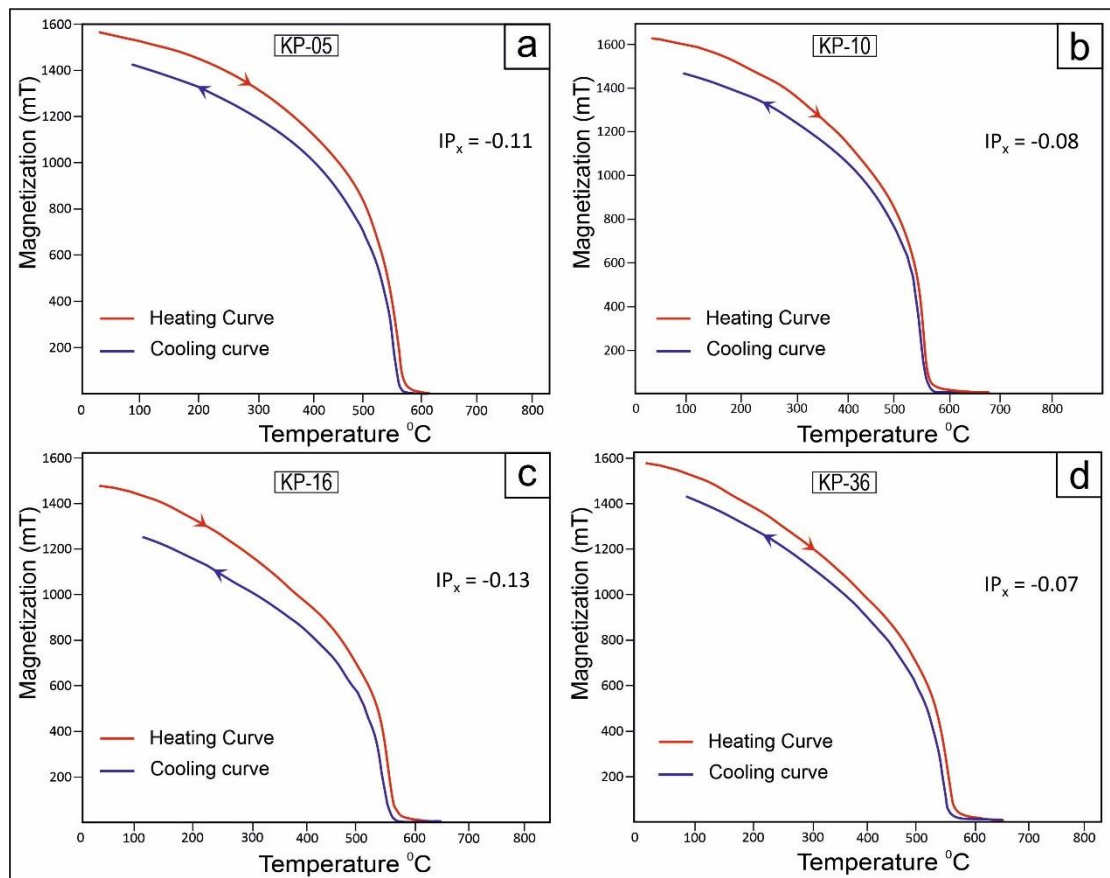 KP-05
a
Magnetization (mT)
1600
1400
1200
1000
800
600
400
200
IPx = -0.11
Heating Curve
Cooling curve
0 100 200 300 400 500 600 700 800
Temperature ⁰C
KP-10
b
Magnetization (mT)
1600
1400
1200
1000
800
600
400
200
IPx = -0.08
Heating Curve
Cooling curve
0 100 200 300 400 500 600 700 800
Temperature ⁰C
KP-16
c
Magnetization (mT)
1600
1400
1200
1000
800
600
400
200
IPx = -0.13
Heating Curve
Cooling curve
0 100 200 300 400 500 600 700 800
Temperature ⁰C
KP-36
d
Magnetization (mT)
1600
1400
1200
1000
800
600
400
200
IPx = -0.07
Heating Curve
Cooling curve
0 100 200 300 400 500 600 700 800
Temperature ⁰C